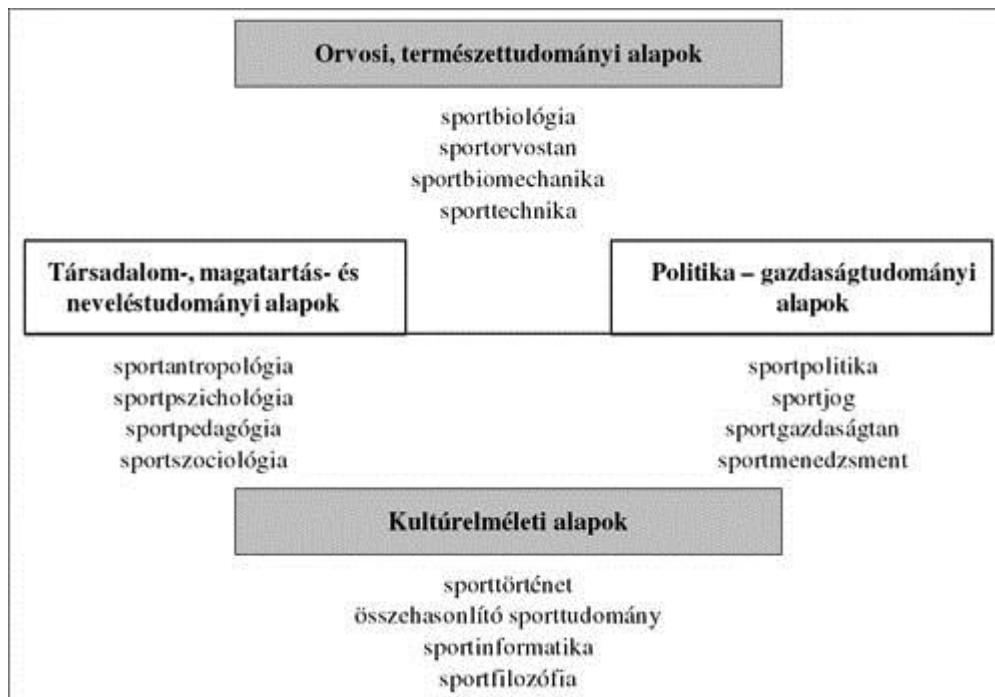 Orvosi, természettudományi alapok
sportbiológia
sportorvostan
sportbiomechanika
sporttechnika
Társadalom-, magatartás- és
neveléstudományi alapok
sportantropológia
sportpszichológia
sportpedagógia
sportszociológia
Politika – gazdaságtudományi
alapok
sportpolitika
sportjog
sportgazdaságtan
sportmenedzsment
Kultúrelméleti alapok
sporttörténet
összehasonlító sporttudomány
sportinformatika
sportfilozófia